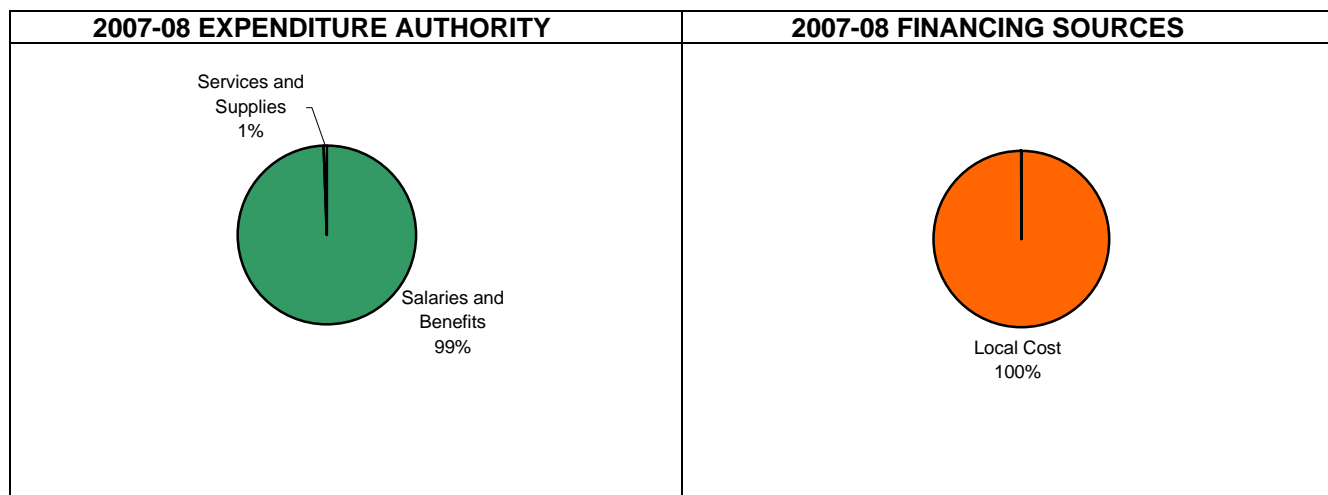 2007-08 EXPENDITURE AUTHORITY
Services and
Supplies
1%
Salaries and
Benefits
99%
2007-08 FINANCING SOURCES
Local Cost
100%